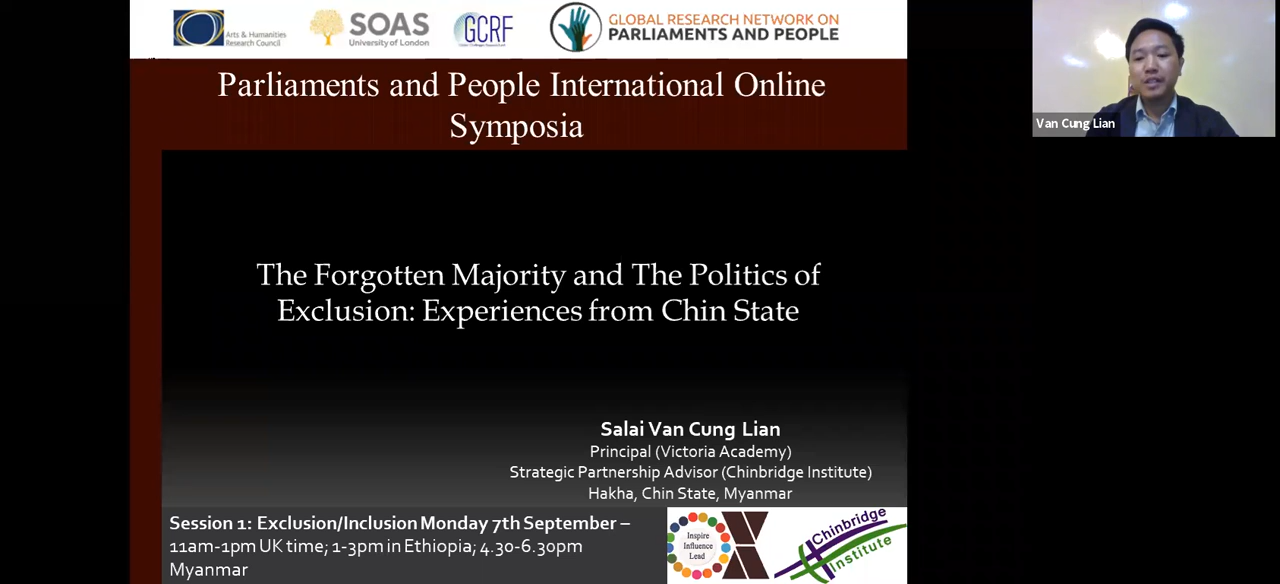 Arts & Humanities
Research Council
SOAS
University of London
GCRF
GLOBAL RESEARCH NETWORK ON
PARLIAMENTS AND PEOPLE
Parliaments and People International Online
Symposia
Van Cung Lian
The Forgotten Majority and The Politics of
Exclusion: Experiences from Chin State
Salai Van Cung Lian
Principal (Victoria Academy)
Strategic Partnership Advisor (Chinbridge Institute)
Hakha, Chin State, Myanmar
Session 1: Exclusion/Inclusion Monday 7th September –
11am-1pm UK time; 1-3pm in Ethiopia; 4.30-6.30pm
Myanmar
Inspire
Influence
Lead
Chinbridge
Institute